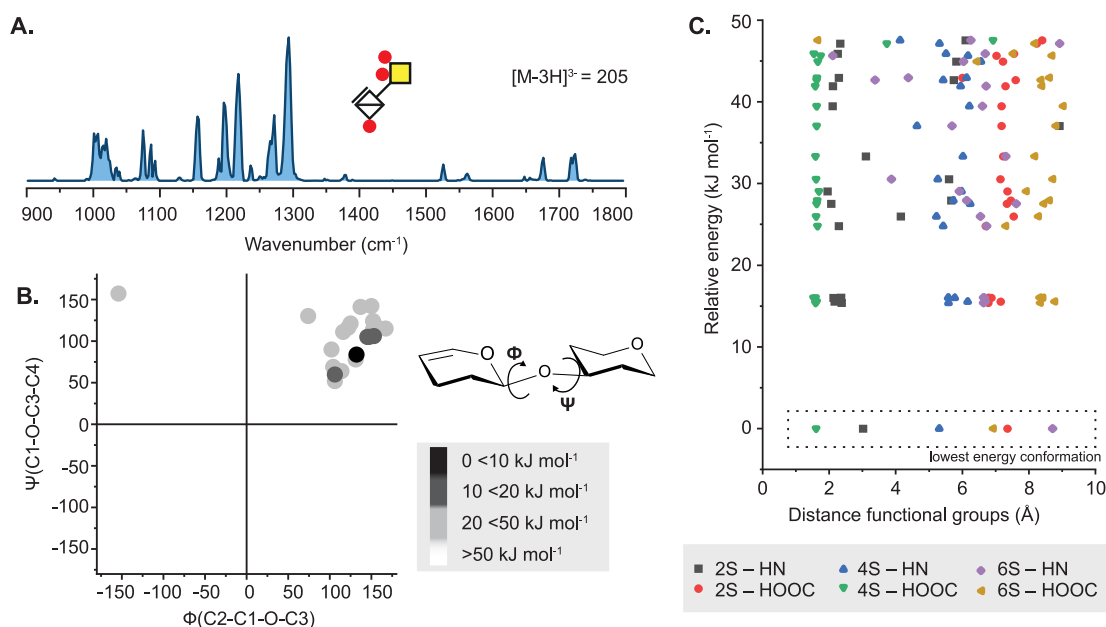 A.
[M-3H]³⁻ = 205
900 1000 1100 1200 1300 1400 1500 1600 1700 1800
Wavenumber (cm⁻¹)
B.
150
100
50
0
-50
-100
-150
Ψ(C1-O-C3-C4)
-150 -100 -50 0 50 100 150
Φ(C2-C1-O-C3)
O Φ O Ψ O
0 <10 kJ mol⁻¹
10 <20 kJ mol⁻¹
20 <50 kJ mol⁻¹
>50 kJ mol⁻¹
C.
50
40
30
20
10
0
Relative energy (kJ mol⁻¹)
lowest energy conformation
0 2 4 6 8 10
Distance functional groups (Å)
2S – HN 4S – HN 6S – HN
2S – HOOC 4S – HOOC 6S – HOOC